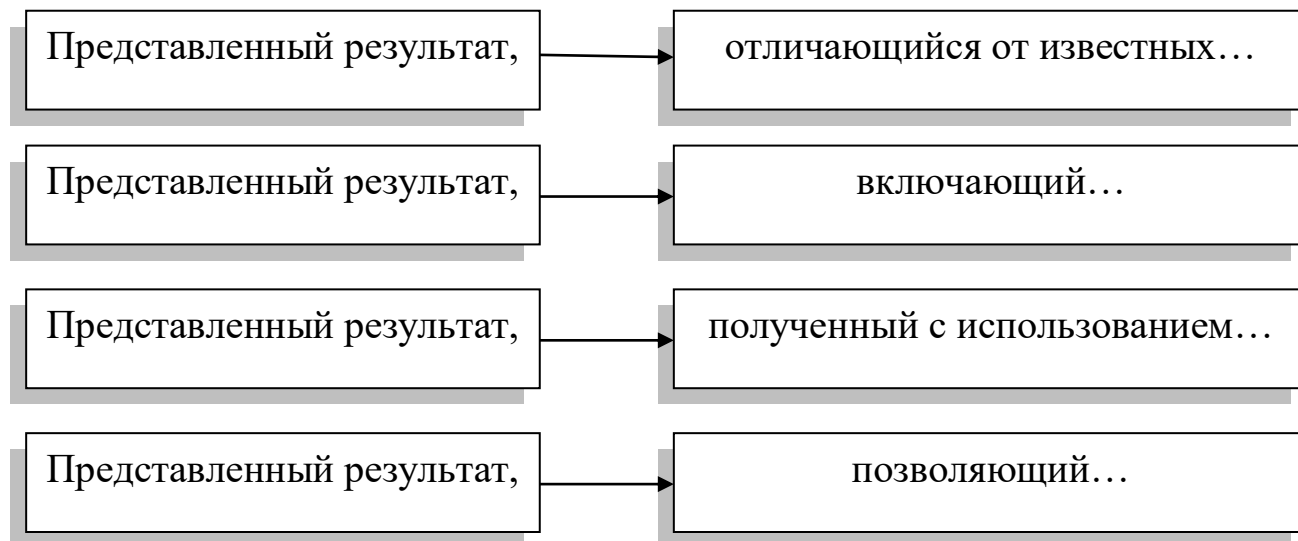 Представленный результат,
отличающийся от известных…
Представленный результат,
включающий…
Представленный результат,
полученный с использованием…
Представленный результат,
позволяющий…